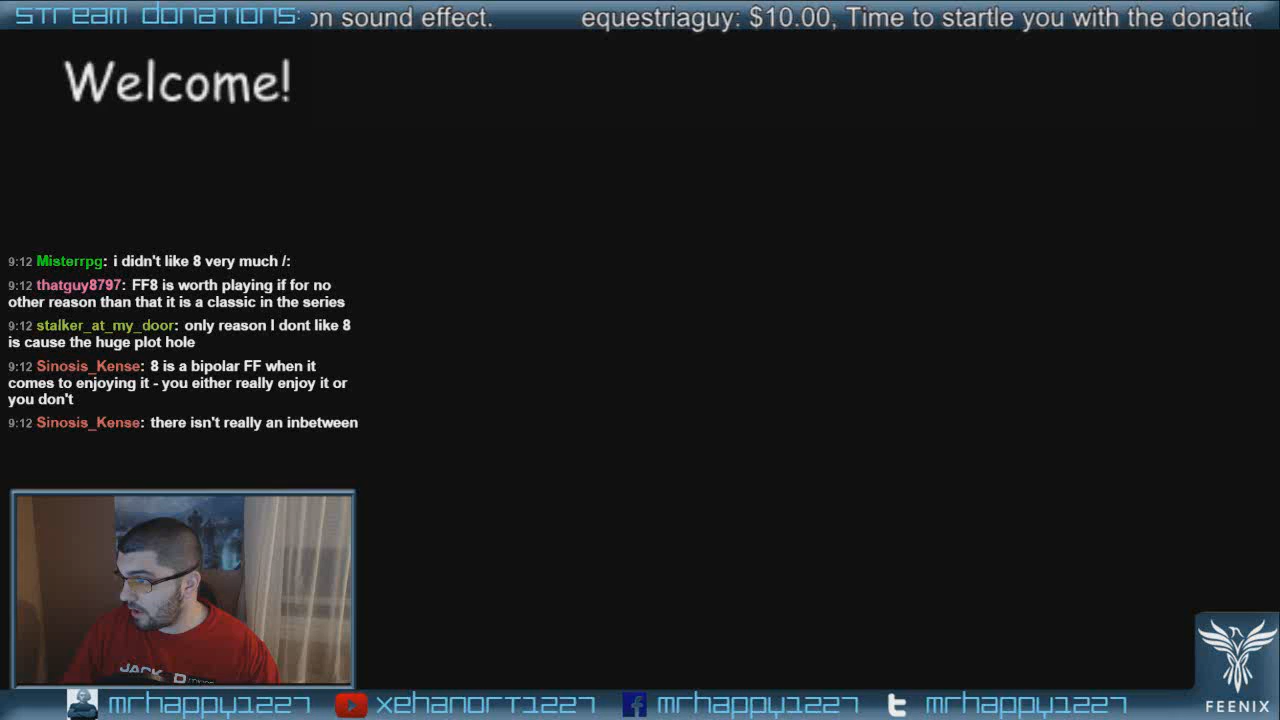 stream donations:
on sound effect. equestriaguy: $10.00, Time to startle you with the donatic
Welcome!
9:12 Misterrpg: i didn't like 8 very much /:
9:12 thatguy8797: FF8 is worth playing if for no
other reason than that it is a classic in the series
9:12 stalker_at_my_door: only reason I dont like 8
is cause the huge plot hole
9:12 Sinosis_Kense: 8 is a bipolar FF when it
comes to enjoying it - you either really enjoy it or
you don't
9:12 Sinosis_Kense: there isn't really an inbetween
JACK
mrhappy1227 xehanort1227 mrhappy1227 mrhappy1227
FEENIX